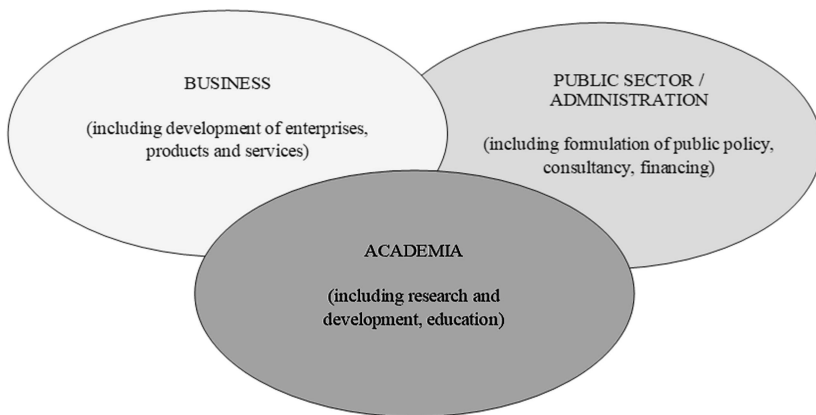 BUSINESS
(including development of enterprises,
products and services)
PUBLIC SECTOR /
ADMINISTRATION
(including formulation of public policy,
consultancy, financing)
ACADEMIA
(including research and
development, education)